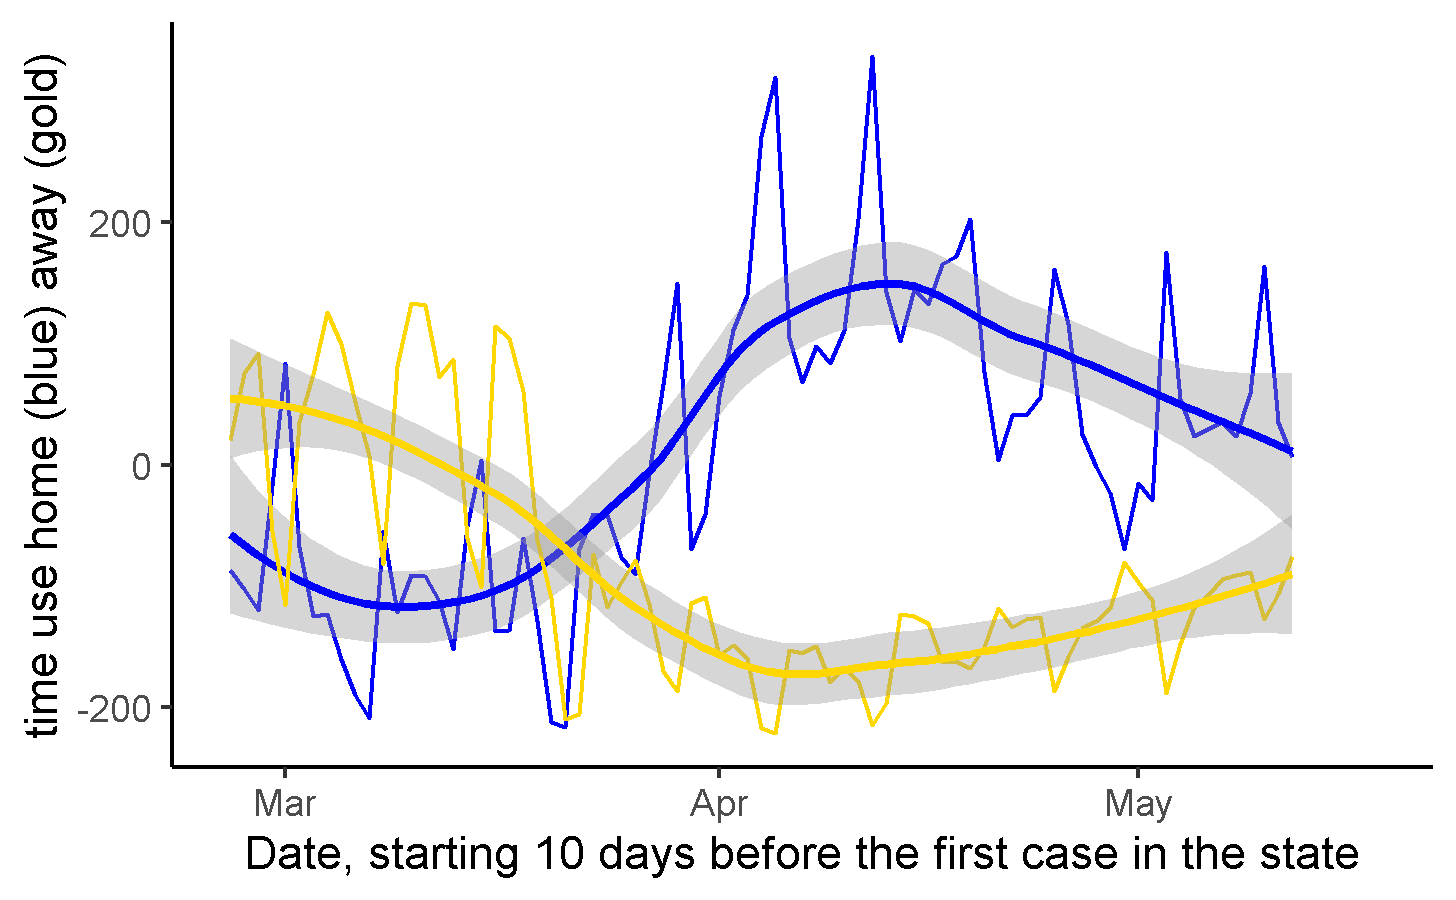 time use home (blue) away (gold)
200
0
-200
Mar
Apr
May
Date, starting 10 days before the first case in the state